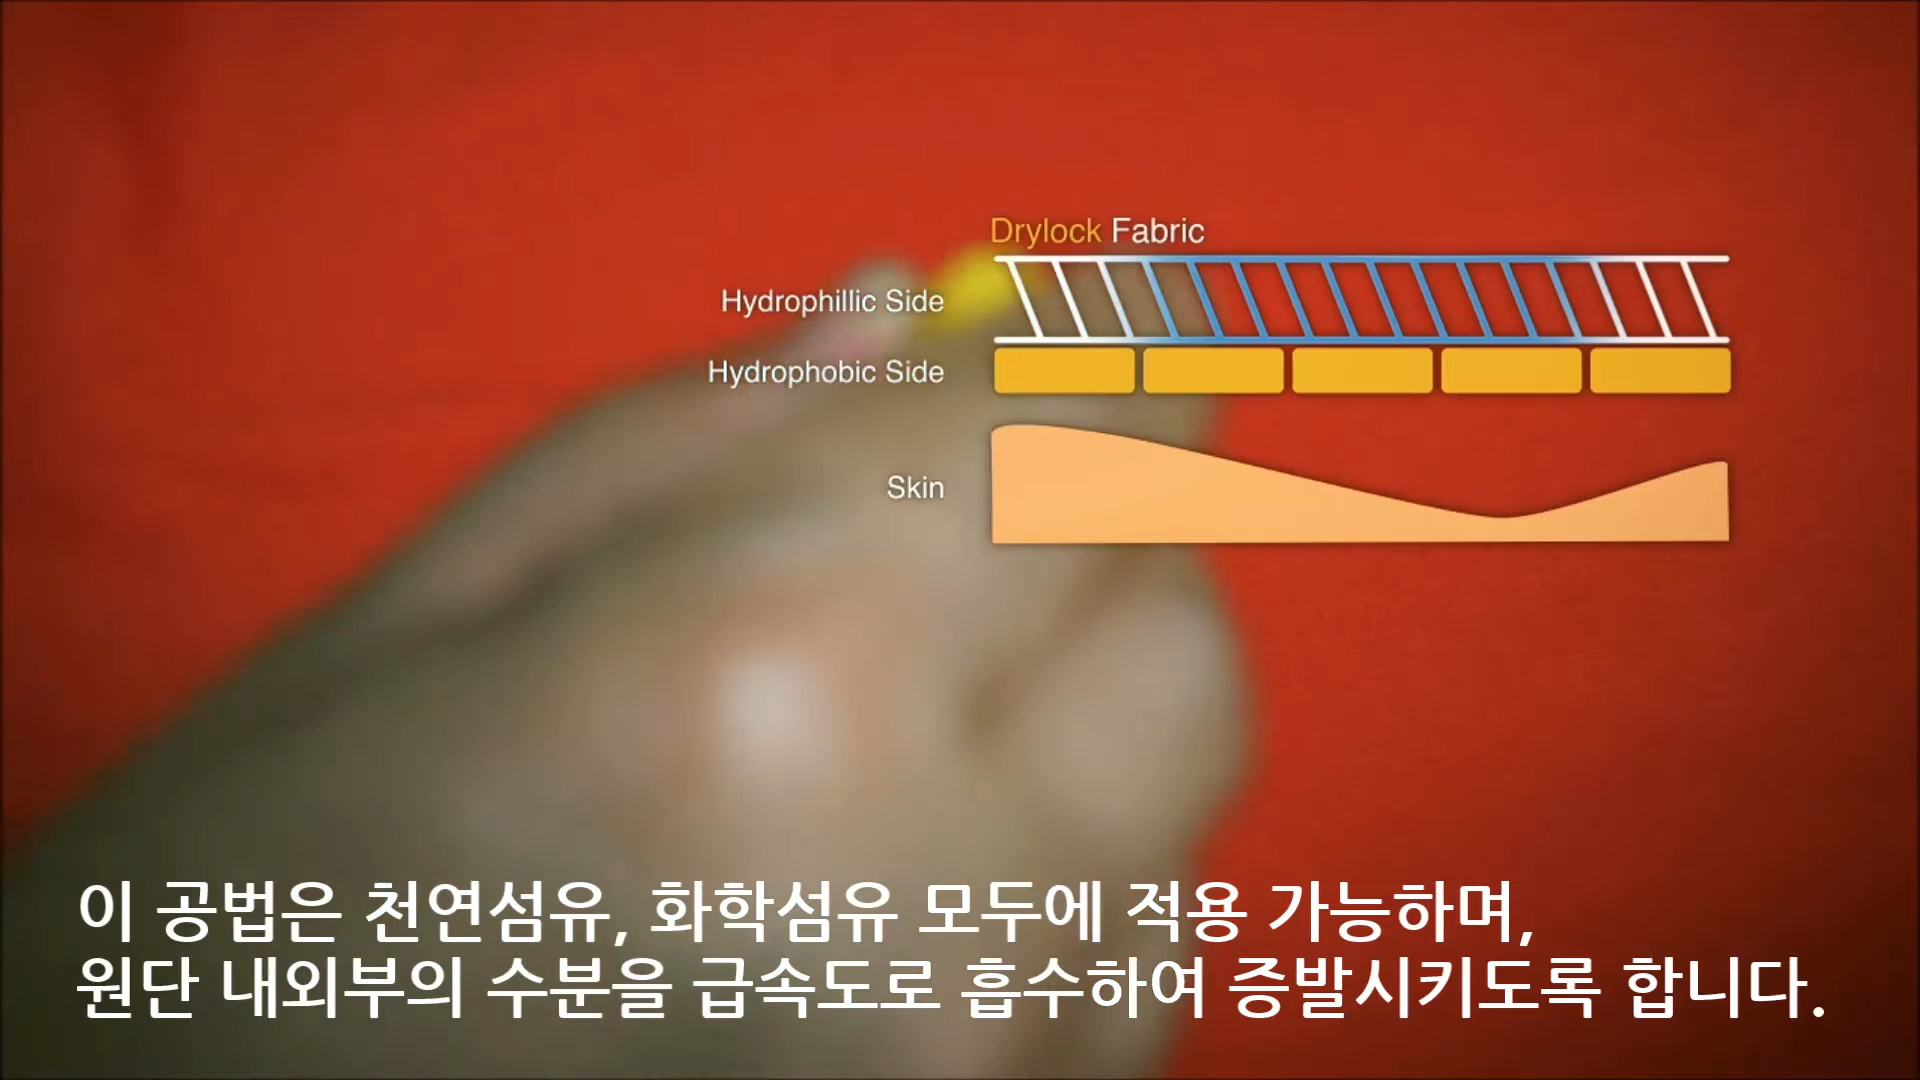 Drylock Fabric
Hydrophillic Side
Hydrophobic Side
Skin
이 공법은 천연섬유, 화학섬유 모두에 적용 가능하며,
원단 내외부의 수분을 급속도로 흡수하여 증발시키도록 합니다.